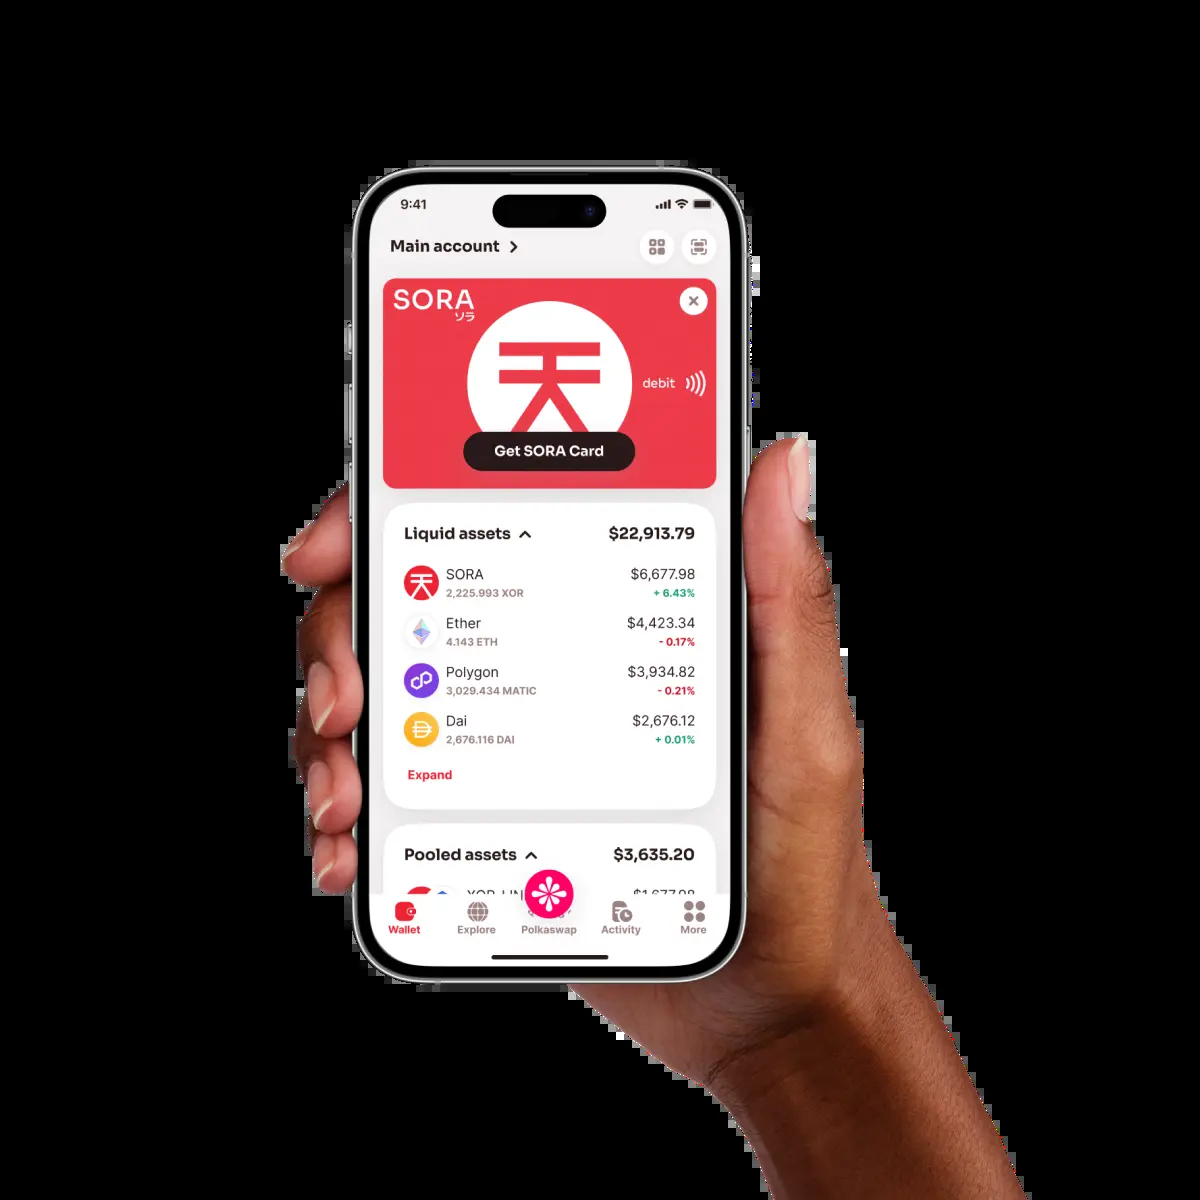 9:41
Main account
SORA
ソラ
天
debit
Get SORA Card
Liquid assets $22,913.79
SORA $6,677.98
2,225.993 XOR + 6.43%
Ether $4,423.34
4.143 ETH - 0.17%
Polygon $3,934.82
3,029.434 MATIC - 0.21%
Dai $2,676.12
2,676.116 DAI + 0.01%
Expand
Pooled assets $3,635.20
Wallet Explore Polkaswap Activity More